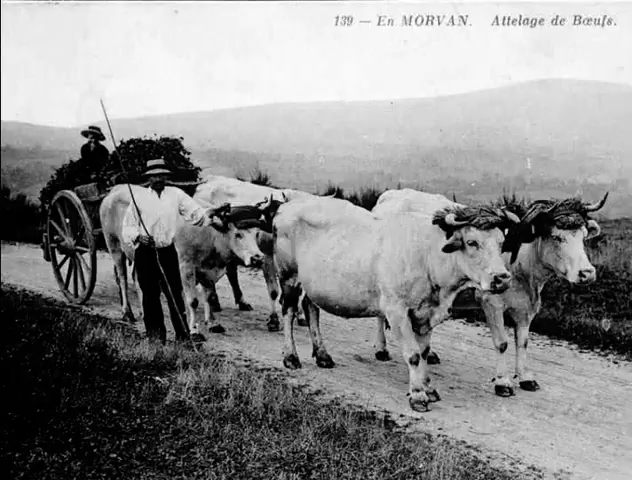 139 — En MORVAN. Attelage de Bœufs.